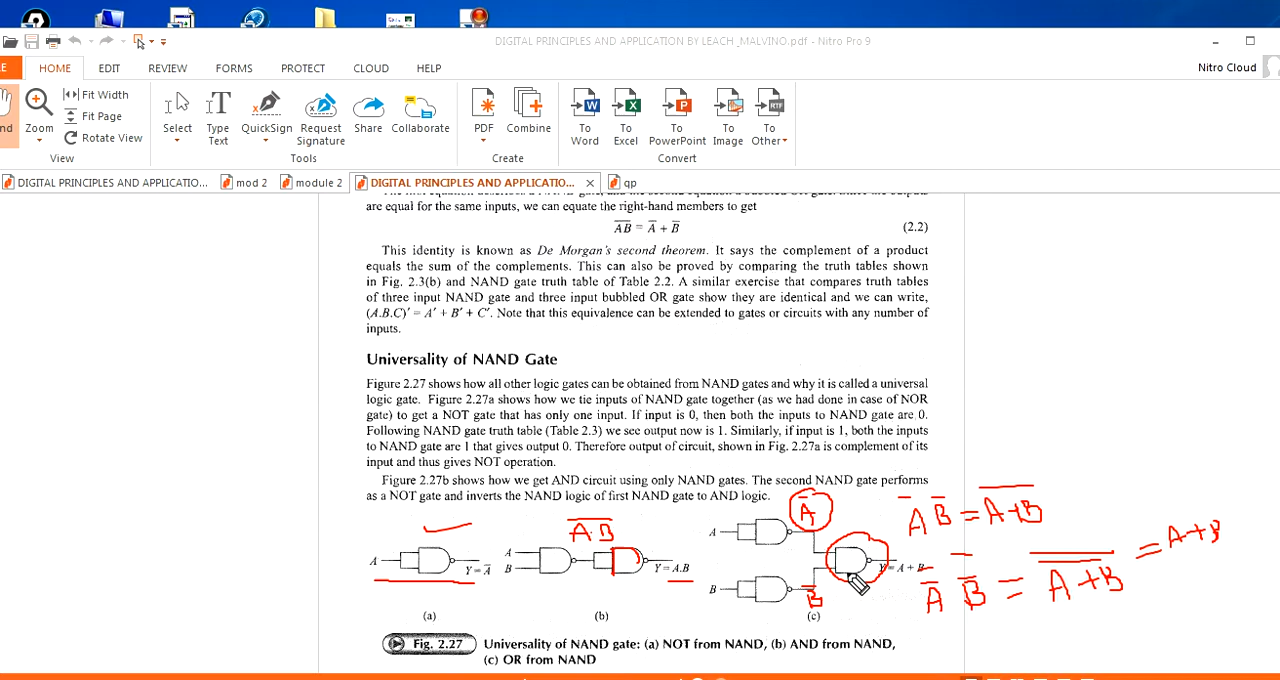 DIGITAL PRINCIPLES AND APPLICATION BY LEACH _MALVINO.pdf - Nitro Pro 9
HOME EDIT REVIEW FORMS PROTECT CLOUD HELP
Nitro Cloud
Zoom
Fit Width
Fit Page
Rotate View
Select
Type Text
QuickSign
Request Signature
Share
Collaborate
PDF
Combine
To Word
To Excel
To PowerPoint
To Image
To Other
View Tools Create Convert
DIGITAL PRINCIPLES AND APPLICATIO... mod 2 module 2 DIGITAL PRINCIPLES AND APPLICATIO... qp
are equal for the same inputs, we can equate the right-hand members to get
A̅B̅ = A̅ + B̅ (2.2)
This identity is known as De Morgan's second theorem. It says the complement of a product
equals the sum of the complements. This can also be proved by comparing the truth tables shown
in Fig. 2.3(b) and NAND gate truth table of Table 2.2. A similar exercise that compares truth tables
of three input NAND gate and three input bubbled OR gate show they are identical and we can write,
(A.B.C)' = A' + B' + C'. Note that this equivalence can be extended to gates or circuits with any number of
inputs.
Universality of NAND Gate
Figure 2.27 shows how all other logic gates can be obtained from NAND gates and why it is called a universal
logic gate. Figure 2.27a shows how we tie inputs of NAND gate together (as we had done in case of NOR
gate) to get a NOT gate that has only one input. If input is 0, then both the inputs to NAND gate are 0.
Following NAND gate truth table (Table 2.3) we see output now is 1. Similarly, if input is 1, both the inputs
to NAND gate are 1 that gives output 0. Therefore output of circuit, shown in Fig. 2.27a is complement of its
input and thus gives NOT operation.
Figure 2.27b shows how we get AND circuit using only NAND gates. The second NAND gate performs
as a NOT gate and inverts the NAND logic of first NAND gate to AND logic.
A Y = A̅
A̅.̅B̅
A
B
Y = A.B
A A̅
B B̅
Y = A + B
A̅ B̅ = A̅+̅B̅
A̅ B̅ = A̅+̅B̅ = A+B
(a) (b) (c)
Fig. 2.27 Universality of NAND gate: (a) NOT from NAND, (b) AND from NAND,
(c) OR from NAND